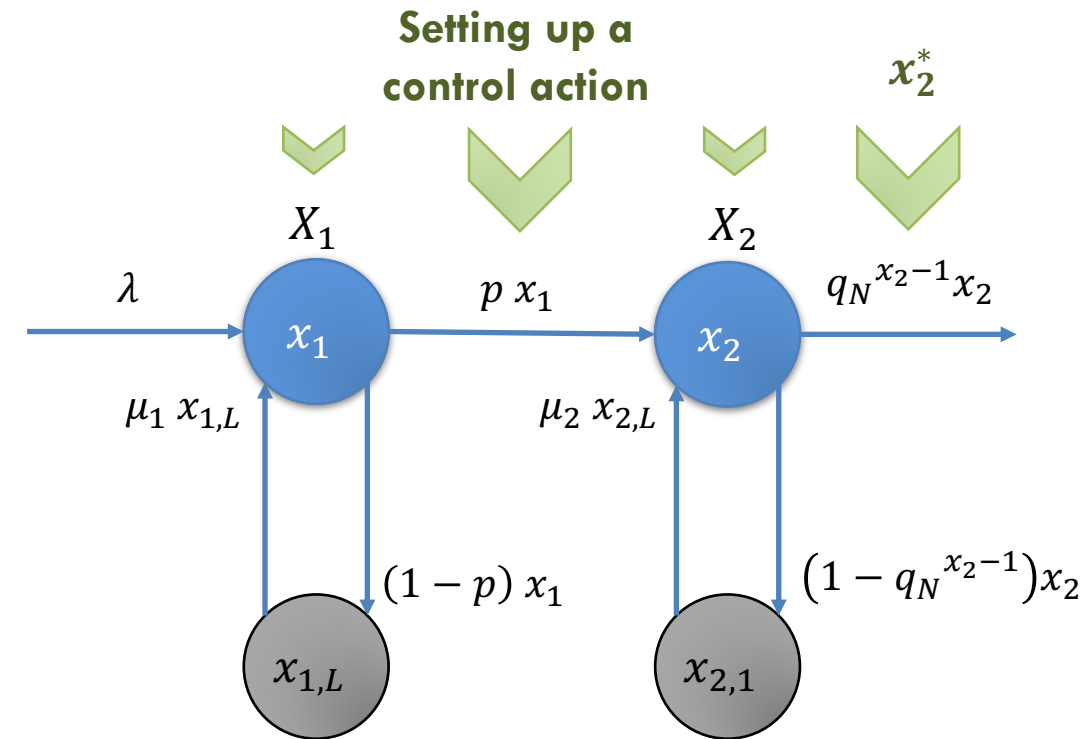 Setting up a
control action
x₂*
X₁
X₂
λ
p x₁
q_N^{x₂−1}x₂
x₁
x₂
μ₁ x₁,L
μ₂ x₂,L
(1 − p) x₁
(1 − q_N^{x₂−1})x₂
x₁,L
x₂,₁